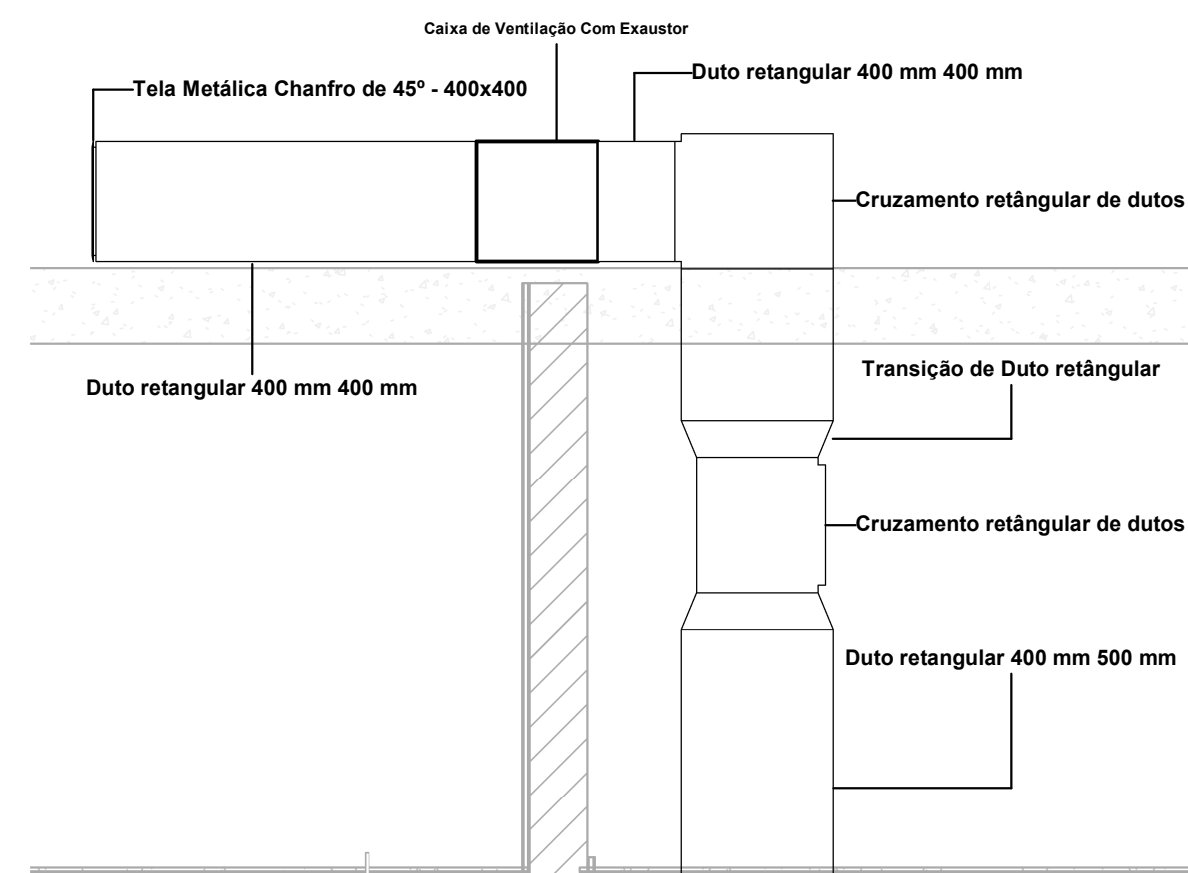 Caixa de Ventilação Com Exaustor
Duto retangular 400 mm 400 mm
Tela Metálica Chanfro de 45º - 400x400
Cruzamento retângular de dutos
Transição de Duto retângular
Duto retangular 400 mm 400 mm
Cruzamento retângular de dutos
Duto retangular 400 mm 500 mm